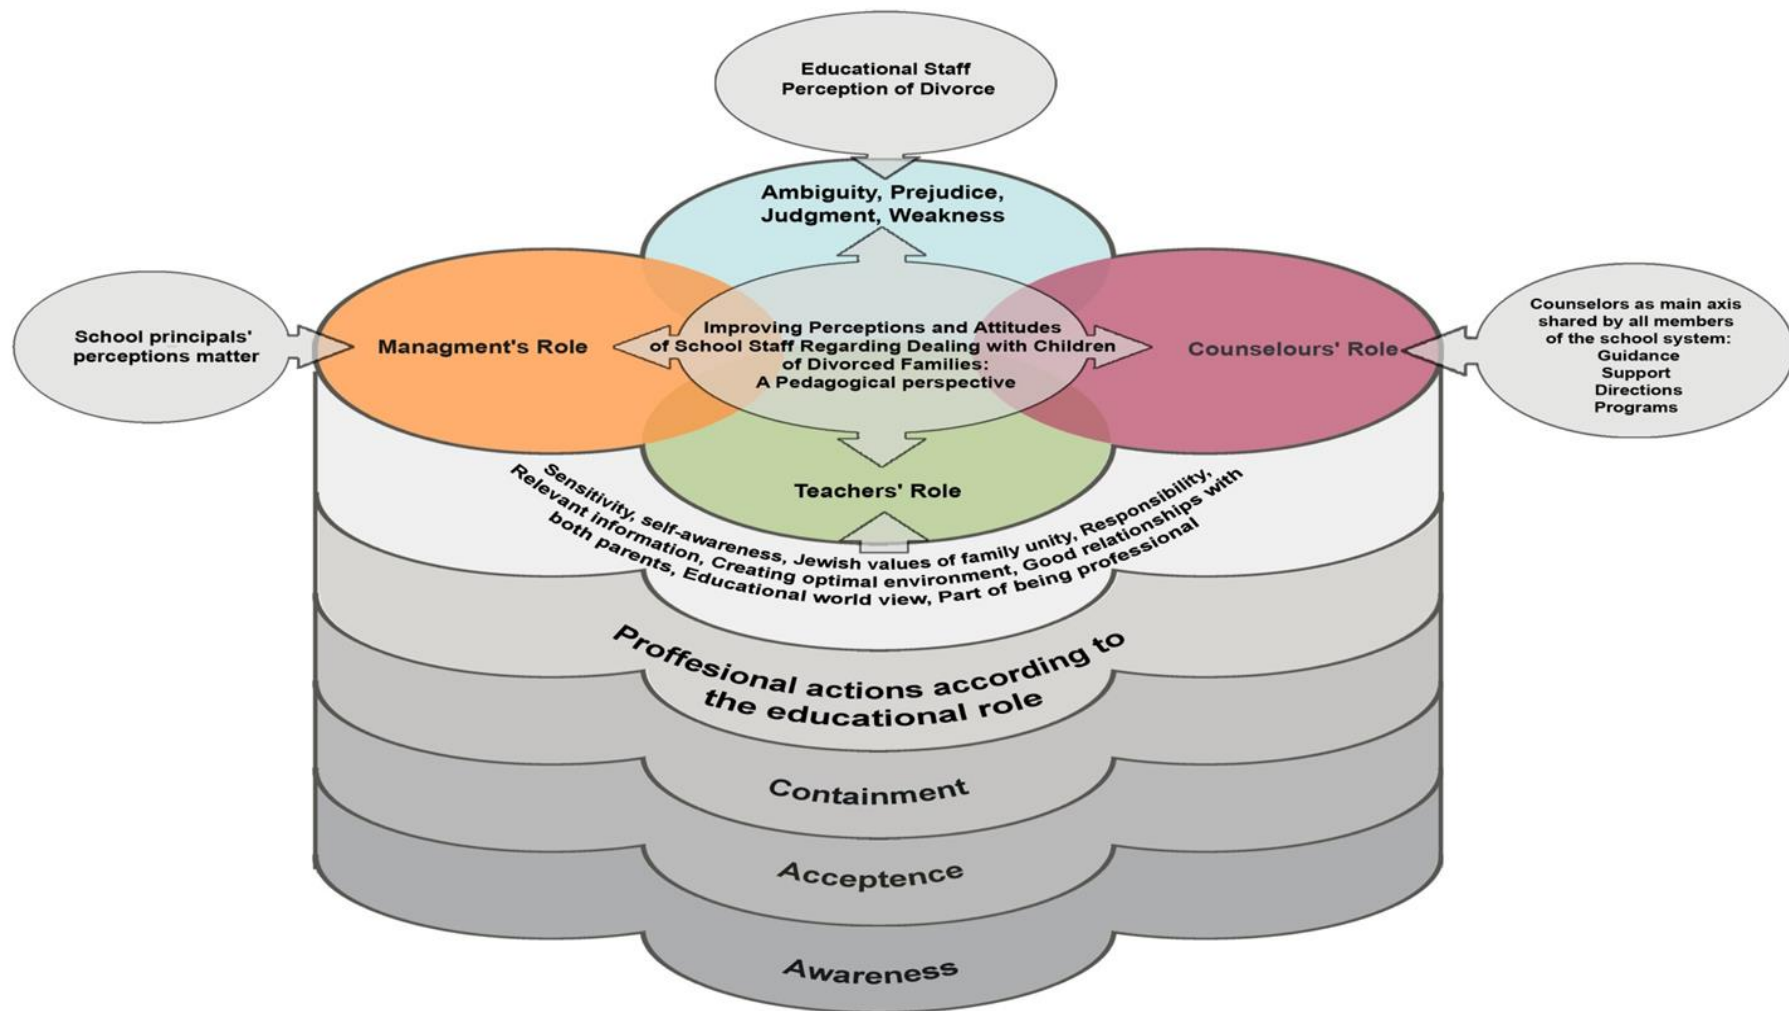 Educational Staff
Perception of Divorce
Ambiguity, Prejudice,
Judgment, Weakness
School principals'
perceptions matter
Managment's Role
Improving Perceptions and Attitudes
of School Staff Regarding Dealing with Children
of Divorced Families:
A Pedagogical perspective
Counselours' Role
Counselors as main axis
shared by all members
of the school system:
Guidance
Support
Directions
Programs
Teachers' Role
Sensitivity, self-awareness, Jewish values of family unity, Responsibility,
Relevant information, Creating optimal environment, Good relationships with
both parents, Educational world view, Part of being professional
Proffesional actions according to
the educational role
Containment
Acceptence
Awareness